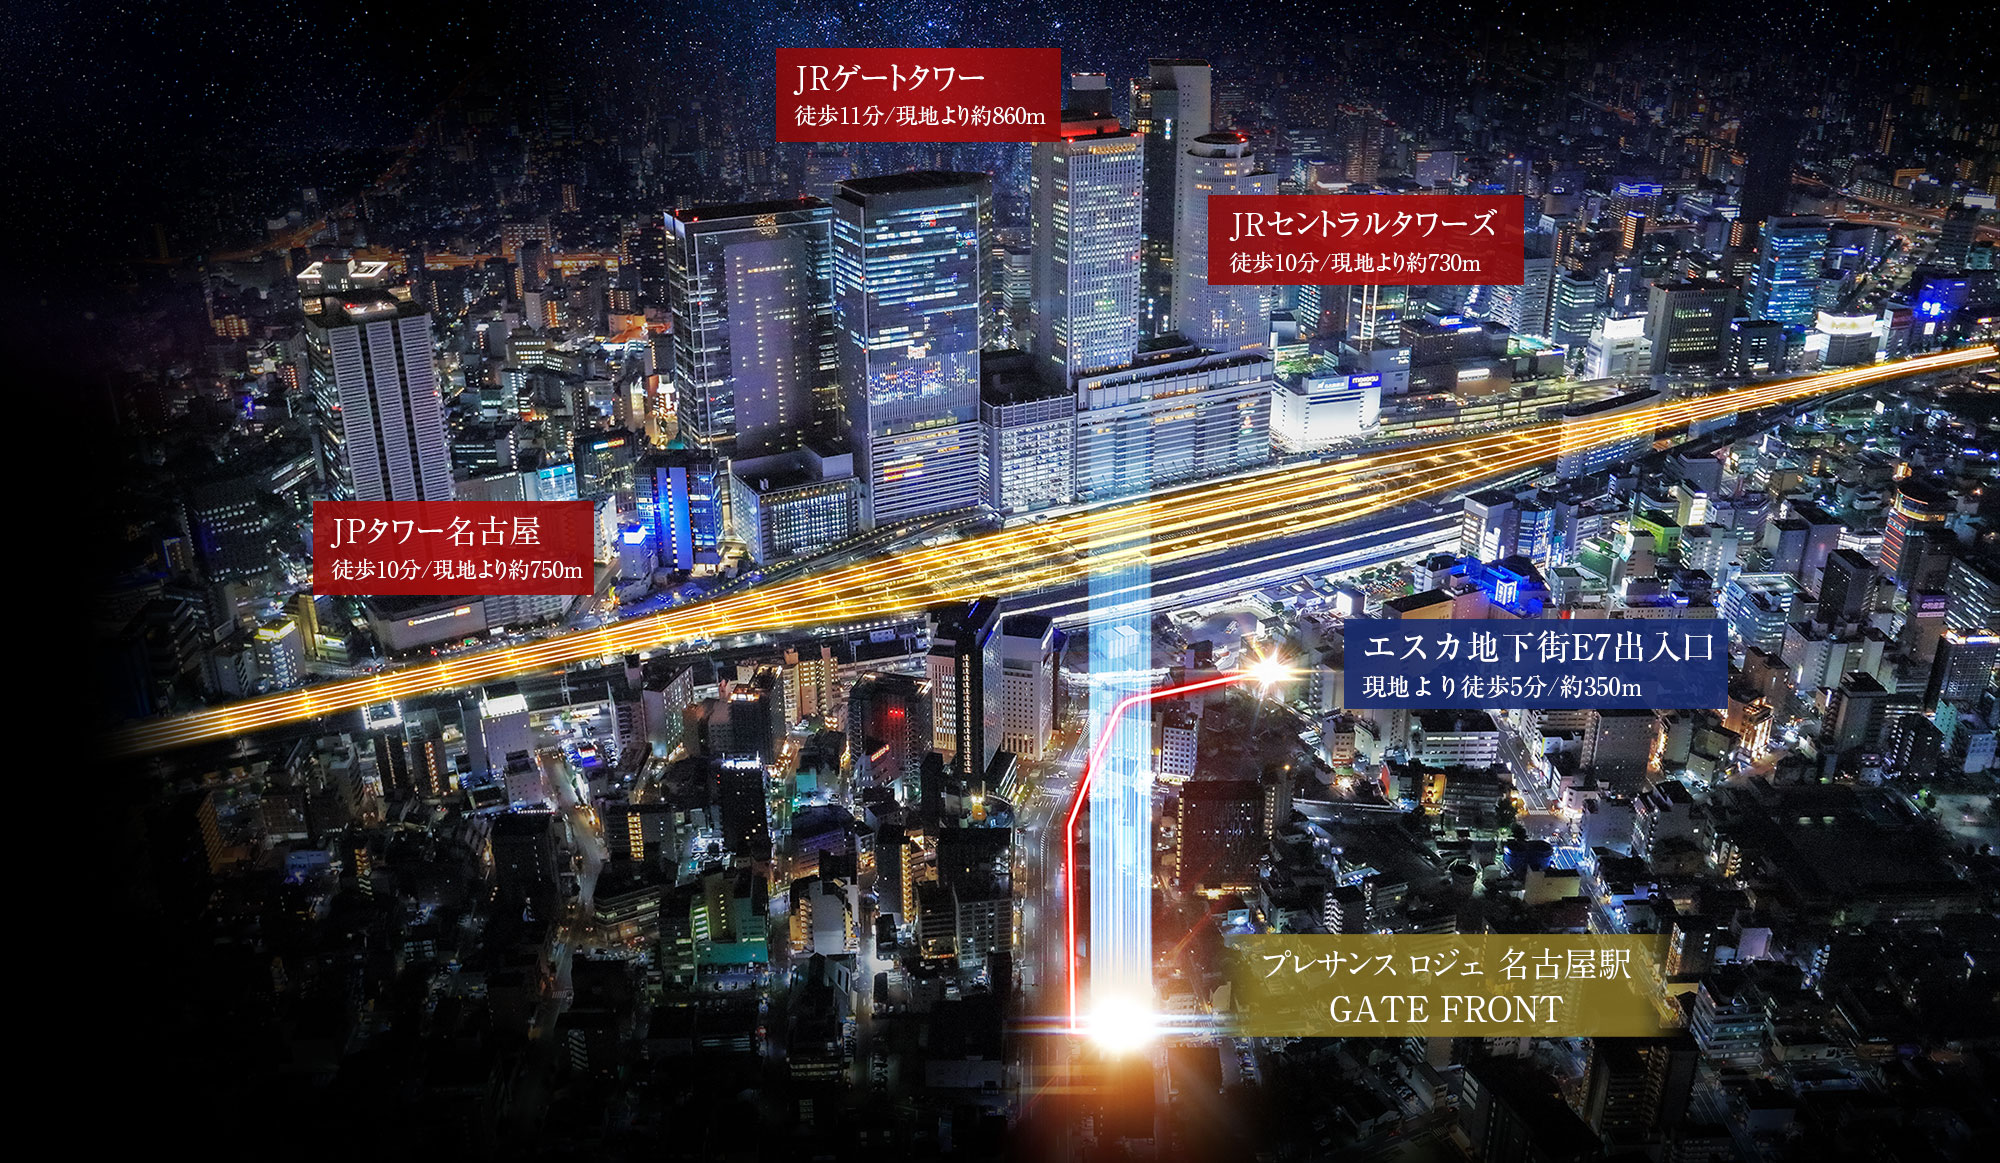 JRゲートタワー
徒歩11分/現地より約860m
JRセントラルタワーズ
徒歩10分/現地より約730m
JPタワー名古屋
徒歩10分/現地より約750m
エスカ地下街E7出入口
現地より徒歩5分/約350m
プレサンス ロジェ 名古屋駅
GATE FRONT